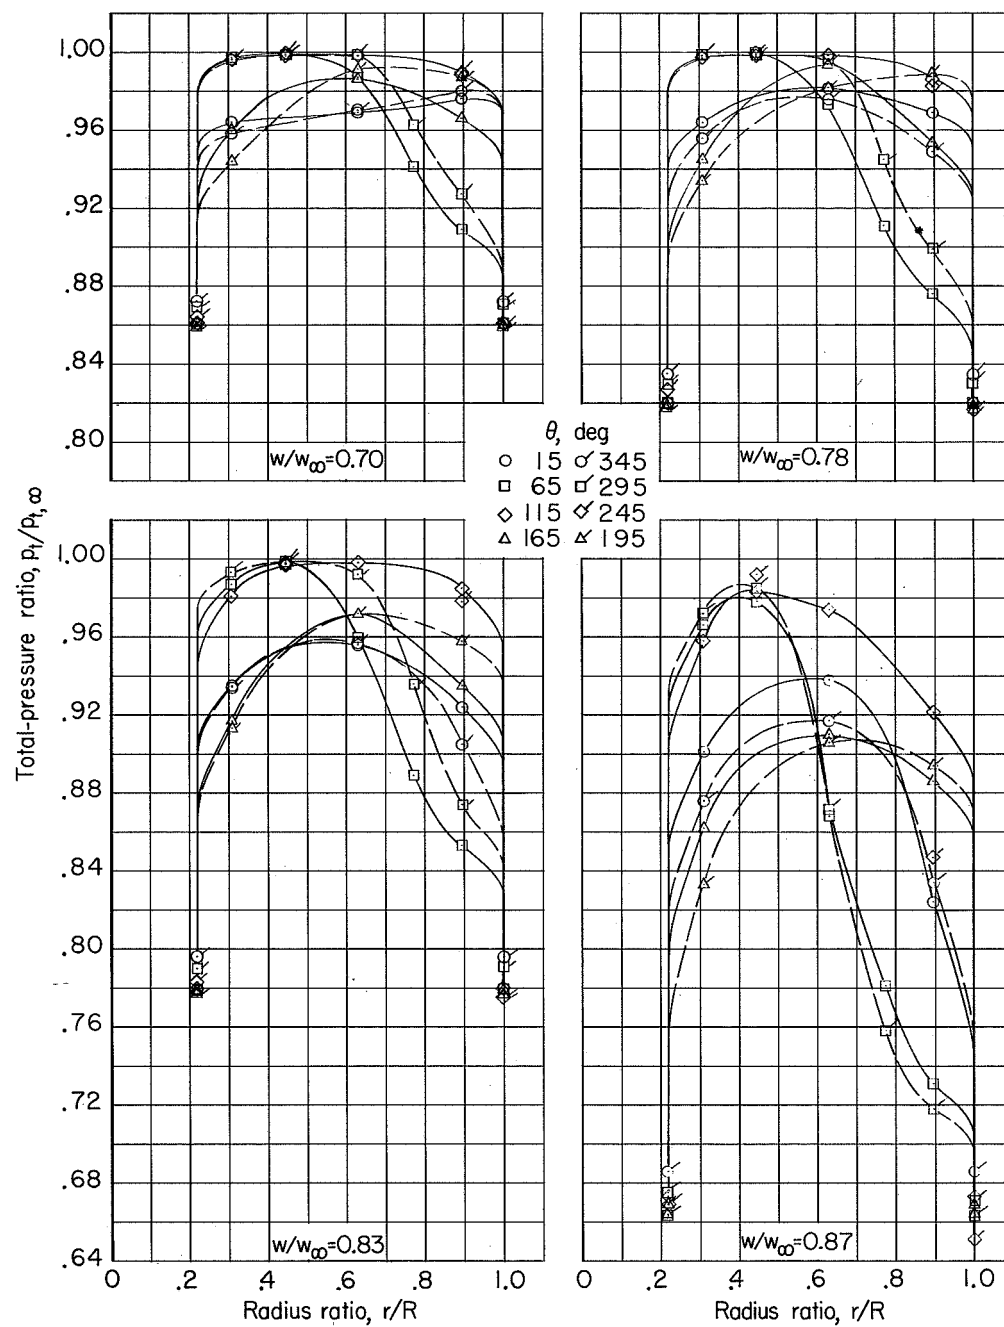 1.00
.96
.92
.88
.84
.80
w/w∞=0.70
w/w∞=0.78
θ, deg
15 345
65 295
115 245
165 195
Total-pressure ratio, pt/pt,∞
1.00
.96
.92
.88
.84
.80
.76
.72
.68
.64
w/w∞=0.83
w/w∞=0.87
0 .2 .4 .6 .8 1.0
0 .2 .4 .6 .8 1.0
Radius ratio, r/R
Radius ratio, r/R